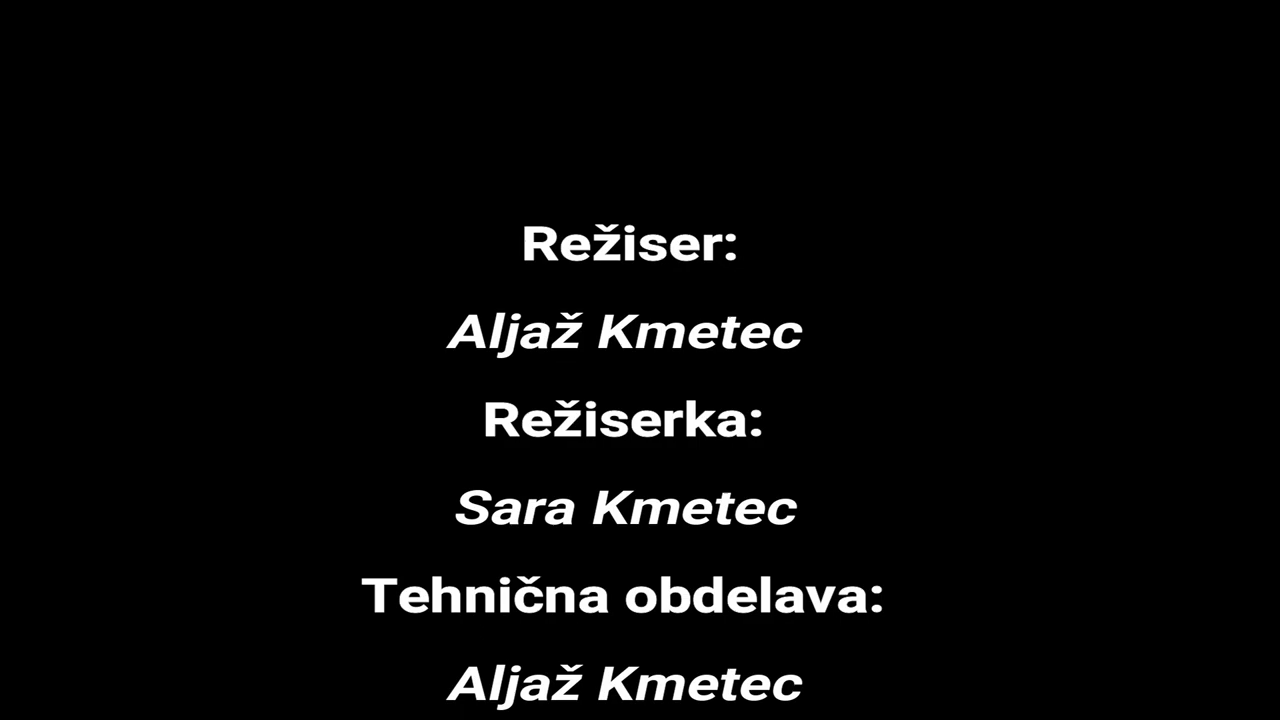 Režiser:
Aljaž Kmetec
Režiserka:
Sara Kmetec
Tehnična obdelava:
Aljaž Kmetec